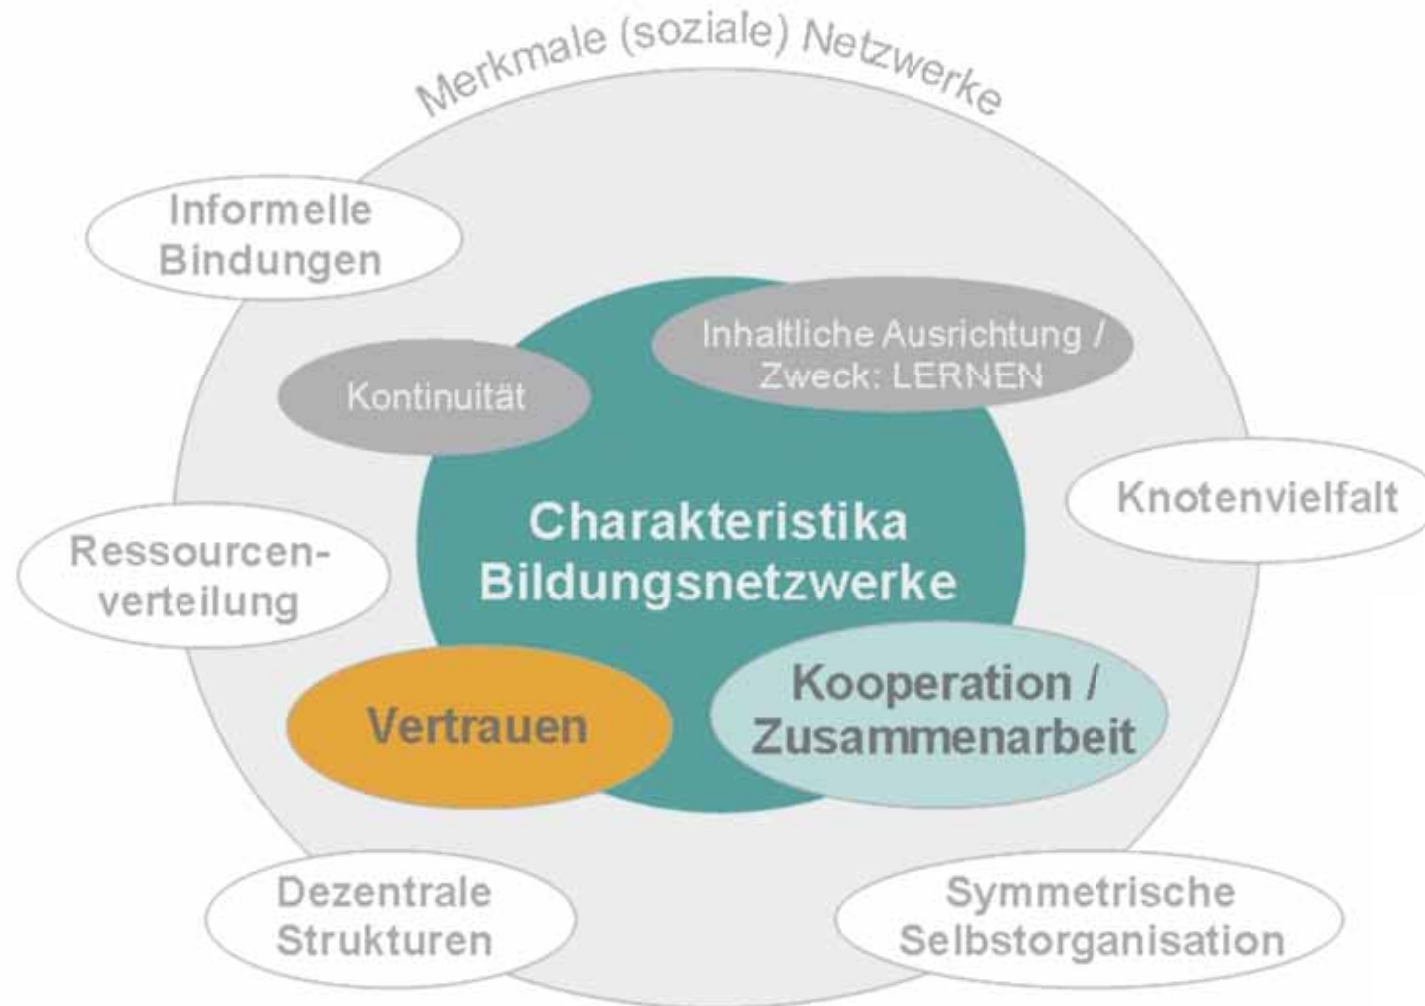 Merkmale (soziale) Netzwerke
Informelle
Bindungen
Inhaltliche Ausrichtung /
Zweck: LERNEN
Kontinuität
Knotenvielfalt
Charakteristika
Bildungsnetzwerke
Ressourcen-
verteilung
Kooperation /
Zusammenarbeit
Vertrauen
Dezentrale
Strukturen
Symmetrische
Selbstorganisation